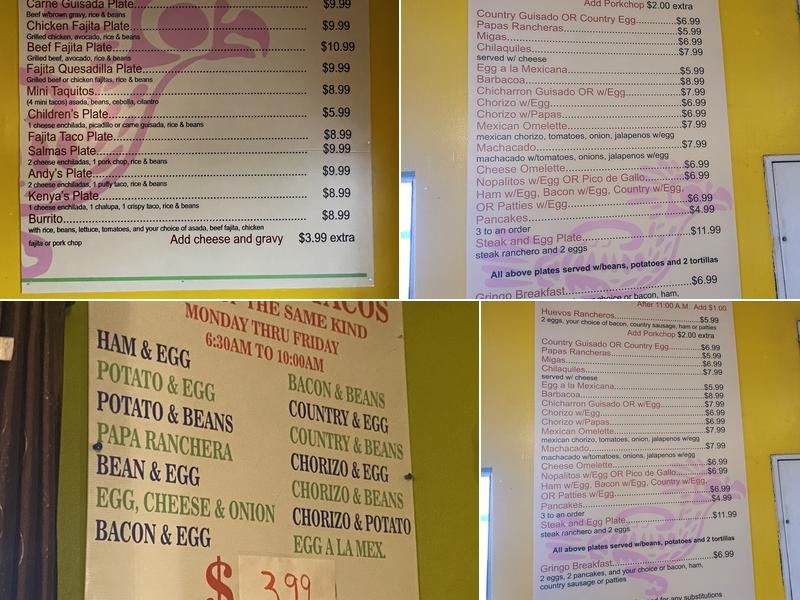 Carne Guisada Plate..................$9.99
Beef w/brown gravy, rice & beans
Chicken Fajita Plate..................$9.99
Grilled chicken, avocado, rice & beans
Beef Fajita Plate..................$10.99
Grilled beef, avocado, rice & beans
Fajita Quesadilla Plate..................$9.99
Grilled beef or chicken fajitas, rice & beans
Mini Taquitos..................$8.99
(4 mini tacos) asada, beans, cebolla, cilantro
Children's Plate..................$5.99
1 cheese enchilada, picadillo or carne guisada, rice & beans
Fajita Taco Plate..................$8.99
Salmas Plate..................$9.99
2 cheese enchiladas, 1 pork chop, rice & beans
Andy's Plate..................$9.99
2 cheese enchiladas, 1 puffy taco, rice & beans
Kenya's Plate..................$8.99
1 cheese enchilada, 1 chalupa, 1 crispy taco, rice & beans
Burrito..................$8.99
with rice, beans, lettuce, tomatoes, and your choice of asada, beef fajita, chicken
fajita or pork chop
Add cheese and gravy $3.99 extra
Add Porkchop $2.00 extra
Country Guisado OR Country Egg..................$6.99
Papas Rancheras..................$5.99
Migas..................$6.99
Chilaquiles..................$7.99
served w/ cheese
Egg a la Mexicana..................$5.99
Barbacoa..................$8.99
Chicharron Guisado OR w/Egg..................$7.99
Chorizo w/Egg..................$6.99
Chorizo w/Papas..................$6.99
Mexican Omelette..................$7.99
mexican chorizo, tomatoes, onion, jalapenos w/egg
Machacado..................$7.99
machacado w/tomatoes, onions, jalapenos w/egg
Cheese Omelette..................$6.99
Nopalitos w/Egg OR Pico de Gallo..................$6.99
Ham w/Egg, Bacon w/Egg, Country w/Egg,
OR Patties w/Egg..................$6.99
Pancakes..................$4.99
3 to an order
Steak and Egg Plate..................$11.99
steak ranchero and 2 eggs
All above plates served w/beans, potatoes and 2 tortillas
Gringo Breakfast..................$6.99
choice or bacon, ham,
TACOS
THE SAME KIND
MONDAY THRU FRIDAY
6:30AM TO 10:00AM
HAM & EGG
POTATO & EGG
POTATO & BEANS
PAPA RANCHERA
BEAN & EGG
EGG, CHEESE & ONION
BACON & EGG
BACON & BEANS
COUNTRY & EGG
COUNTRY & BEANS
CHORIZO & EGG
CHORIZO & BEANS
CHORIZO & POTATO
EGG A LA MEX.
$ 3.99
After 11:00 A.M. Add $1.00
Huevos Rancheros..................$5.99
2 eggs, your choice of bacon, country sausage, ham or patties
Add Porkchop $2.00 extra
Country Guisado OR Country Egg..................$6.99
Papas Rancheras..................$5.99
Migas..................$6.99
Chilaquiles..................$7.99
served w/ cheese
Egg a la Mexicana..................$5.99
Barbacoa..................$8.99
Chicharron Guisado OR w/Egg..................$7.99
Chorizo w/Egg..................$6.99
Chorizo w/Papas..................$6.99
Mexican Omelette..................$7.99
mexican chorizo, tomatoes, onion, jalapenos w/egg
Machacado..................$7.99
machacado w/tomatoes, onions, jalapenos w/egg
Cheese Omelette..................$6.99
Nopalitos w/Egg OR Pico de Gallo..................$6.99
Ham w/Egg, Bacon w/Egg, Country w/Egg,
OR Patties w/Egg..................$6.99
Pancakes..................$4.99
3 to an order
Steak and Egg Plate..................$11.99
steak ranchero and 2 eggs
All above plates served w/beans, potatoes and 2 tortillas
Gringo Breakfast..................$6.99
2 eggs, 2 pancakes, and your choice or bacon, ham,
country sausage or patties
for any substitutions